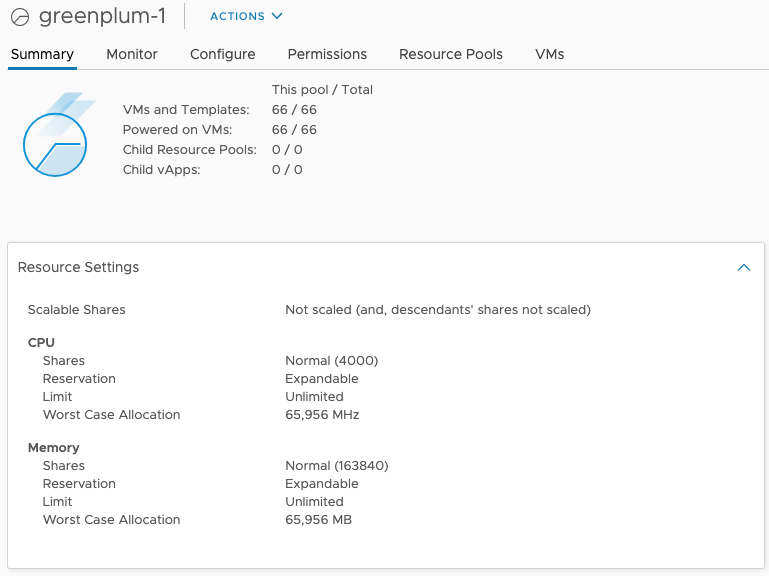 greenplum-1 ACTIONS
Summary Monitor Configure Permissions Resource Pools VMs
This pool / Total
VMs and Templates: 66 / 66
Powered on VMs: 66 / 66
Child Resource Pools: 0 / 0
Child vApps: 0 / 0
Resource Settings
Scalable Shares Not scaled (and, descendants' shares not scaled)
CPU
Shares Normal (4000)
Reservation Expandable
Limit Unlimited
Worst Case Allocation 65,956 MHz
Memory
Shares Normal (163840)
Reservation Expandable
Limit Unlimited
Worst Case Allocation 65,956 MB